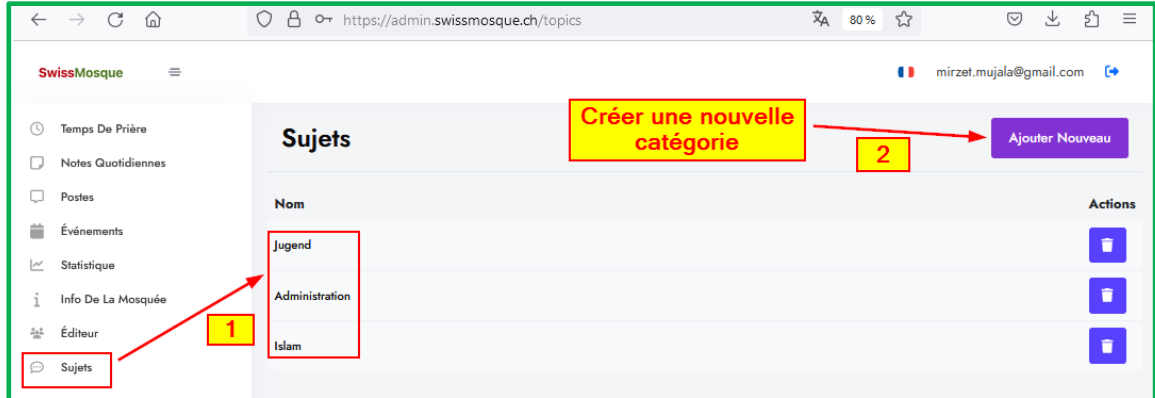 https://admin.swissmosque.ch/topics
80 %
SwissMosque
mirzet.mujala@gmail.com
Temps De Prière
Notes Quotidiennes
Postes
Événements
Statistique
Info De La Mosquée
Éditeur
Sujets
1
Sujets
Créer une nouvelle
catégorie
2
Ajouter Nouveau
Nom
Actions
Jugend
Administration
Islam